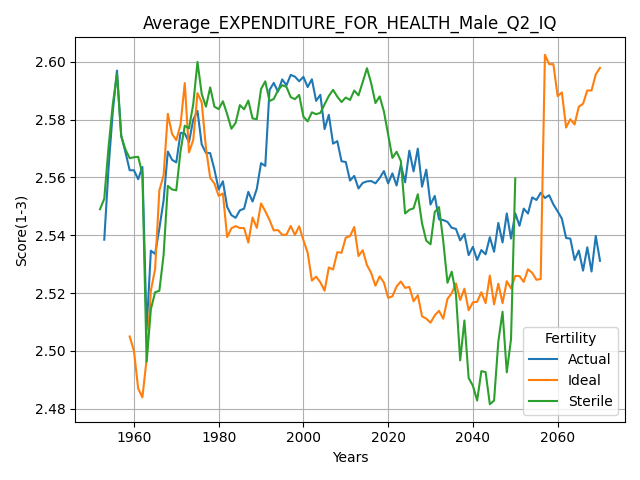 Average_EXPENDITURE_FOR_HEALTH_Male_Q2_IQ
Score(1-3)
2.60
2.58
2.56
2.54
2.52
2.50
2.48
1960 1980 2000 2020 2040 2060
Years
Fertility
Actual
Ideal
Sterile